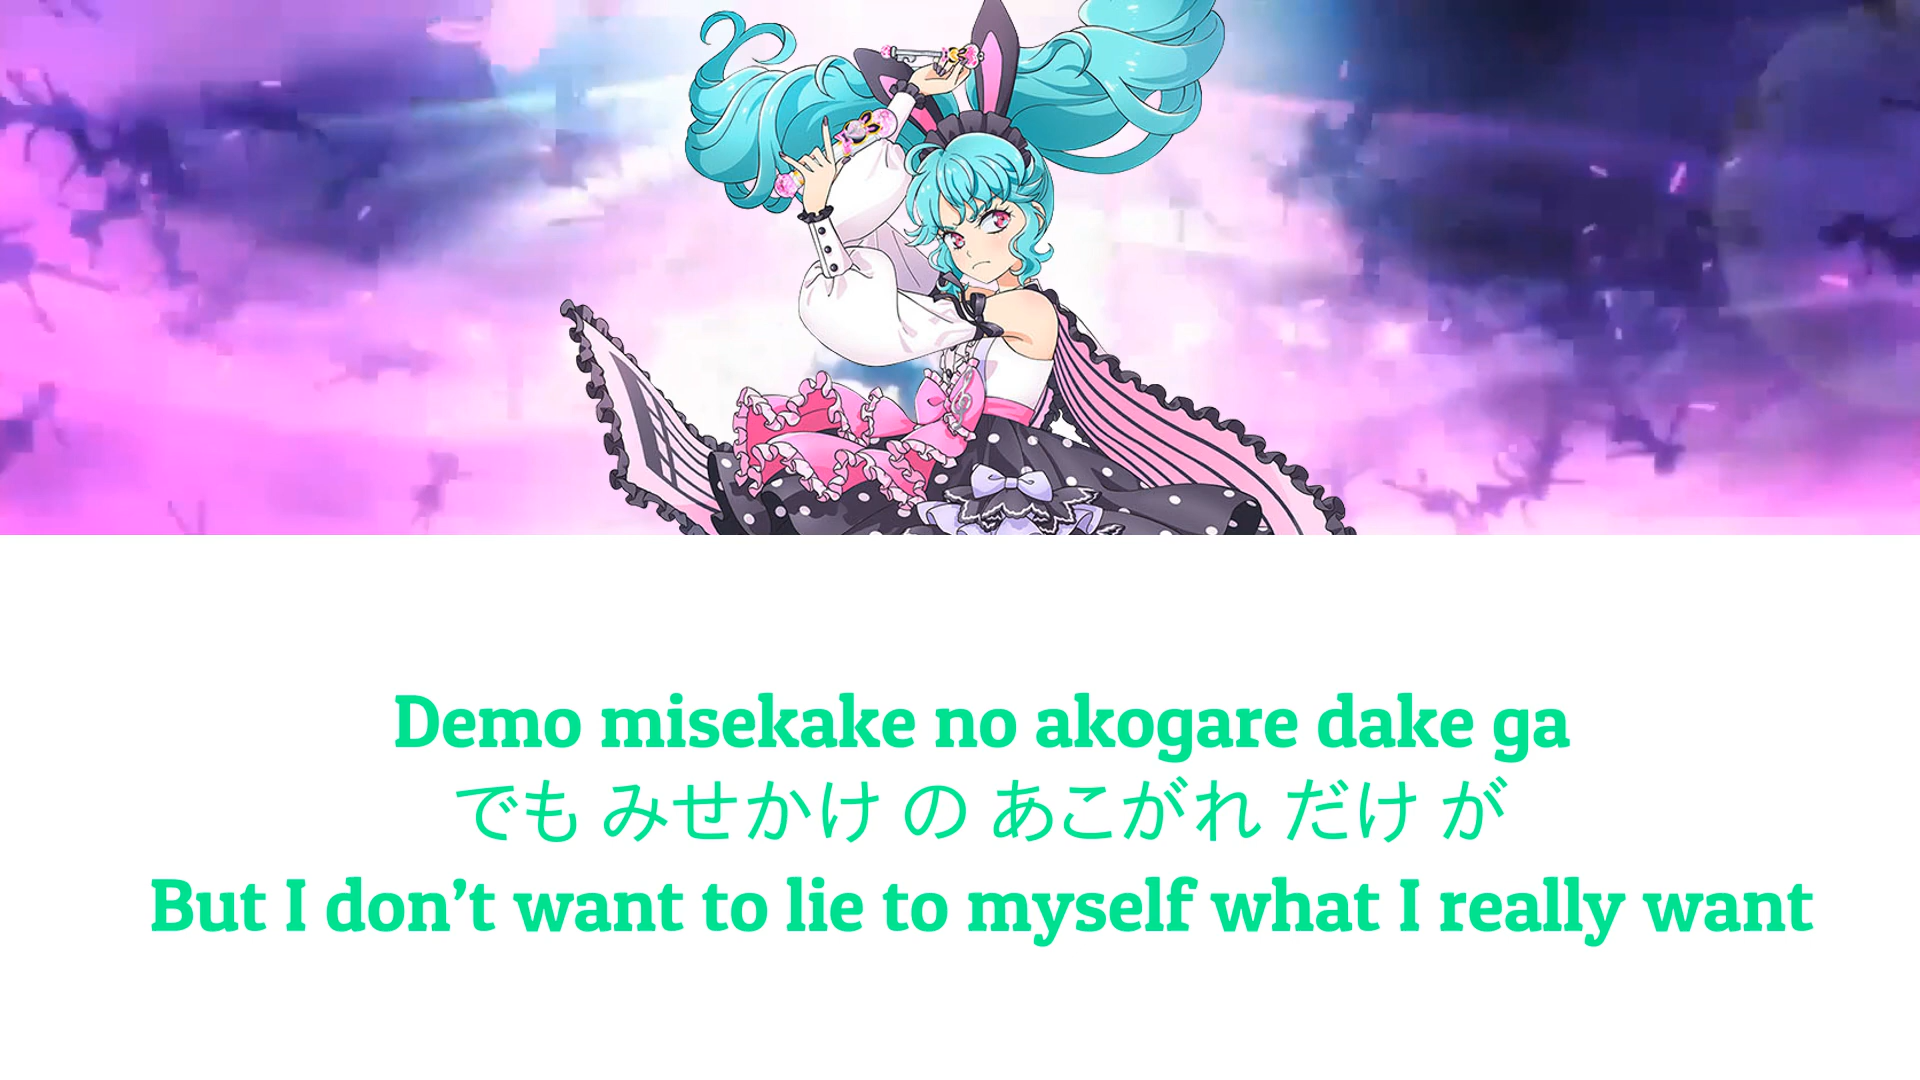 Demo misekake no akogare dake ga
でも みせかけ の あこがれ だけ が
But I don’t want to lie to myself what I really want